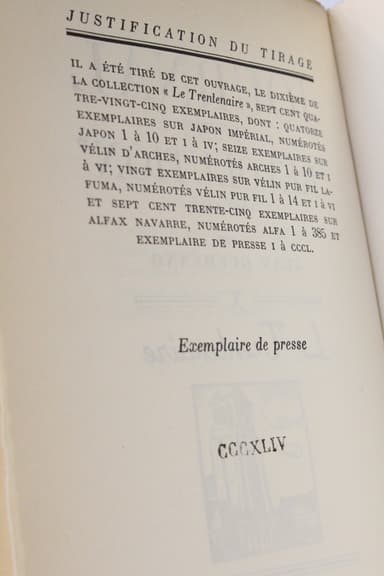 JUSTIFICATION DU TIRAGE
IL A ÉTÉ TIRÉ DE CET OUVRAGE, LE DIXIÈME DE
LA COLLECTION « Le Trentenaire », SEPT CENT QUA-
TRE-VINGT-CINQ EXEMPLAIRES, DONT : QUATORZE
EXEMPLAIRES SUR JAPON IMPÉRIAL, NUMÉROTÉS
JAPON 1 à 10 ET I à IV; SEIZE EXEMPLAIRES SUR
VÉLIN D'ARCHES, NUMÉROTÉS ARCHES 1 à 10 ET I
à VI; VINGT EXEMPLAIRES SUR VÉLIN PUR FIL LA-
FUMA, NUMÉROTÉS VÉLIN PUR FIL 1 à 14 ET I à VI
ET SEPT CENT TRENTE-CINQ EXEMPLAIRES SUR
ALFAX NAVARRE, NUMÉROTÉS ALFA 1 à 385 ET
EXEMPLAIRE DE PRESSE I à CCCL.
Exemplaire de presse
CCCXLIV